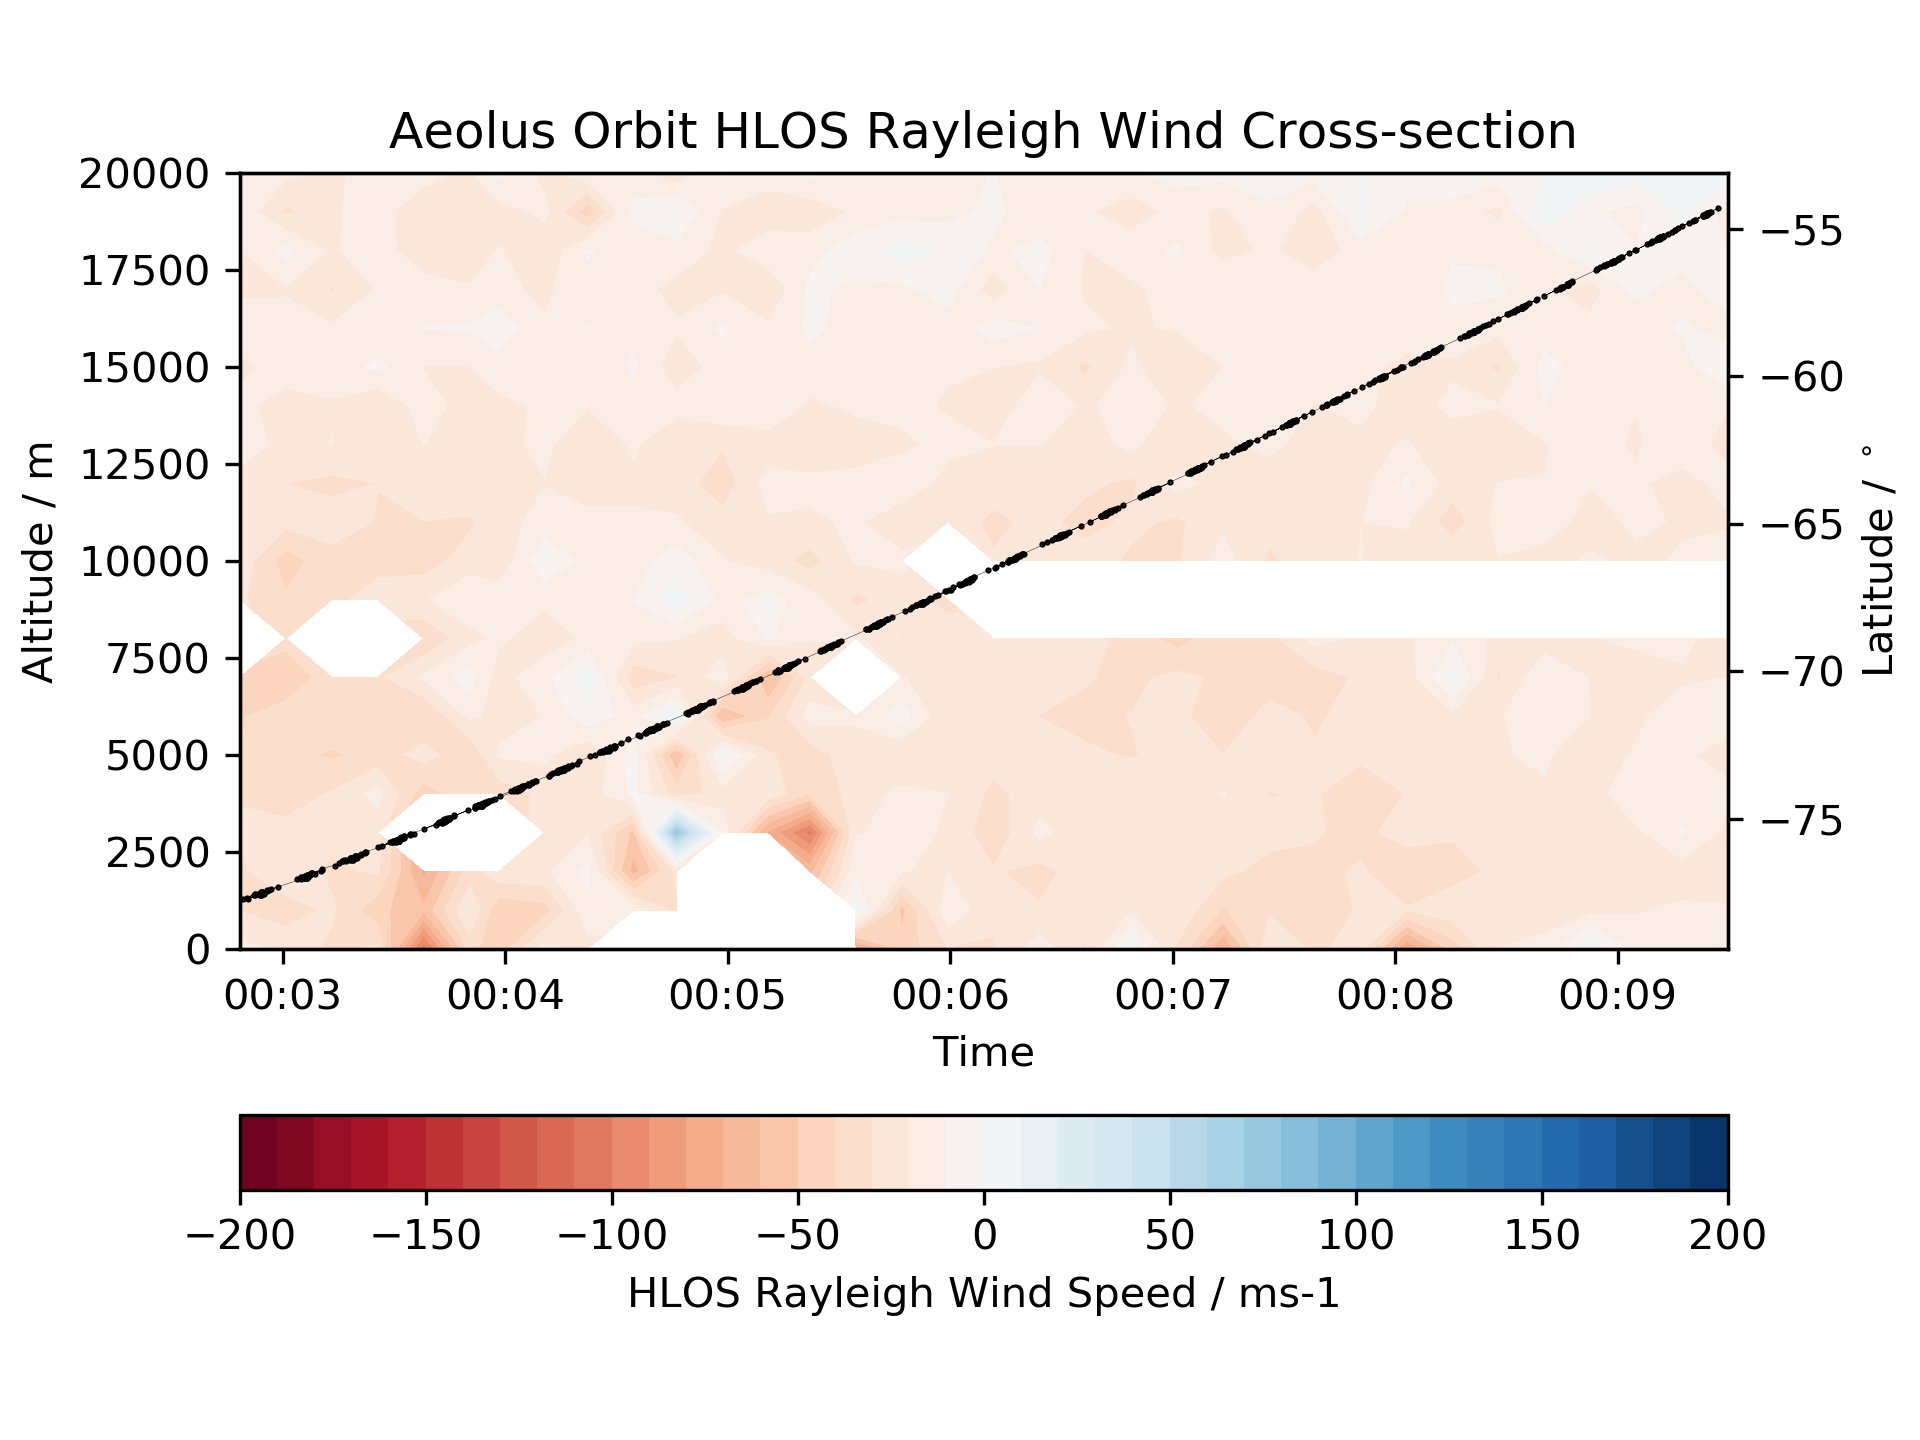 Aeolus Orbit HLOS Rayleigh Wind Cross-section
20000
17500
15000
12500
10000
7500
5000
2500
0
Altitude / m
−55
−60
−65
−70
−75
Latitude / °
00:03 00:04 00:05 00:06 00:07 00:08 00:09
Time
−200 −150 −100 −50 0 50 100 150 200
HLOS Rayleigh Wind Speed / ms-1